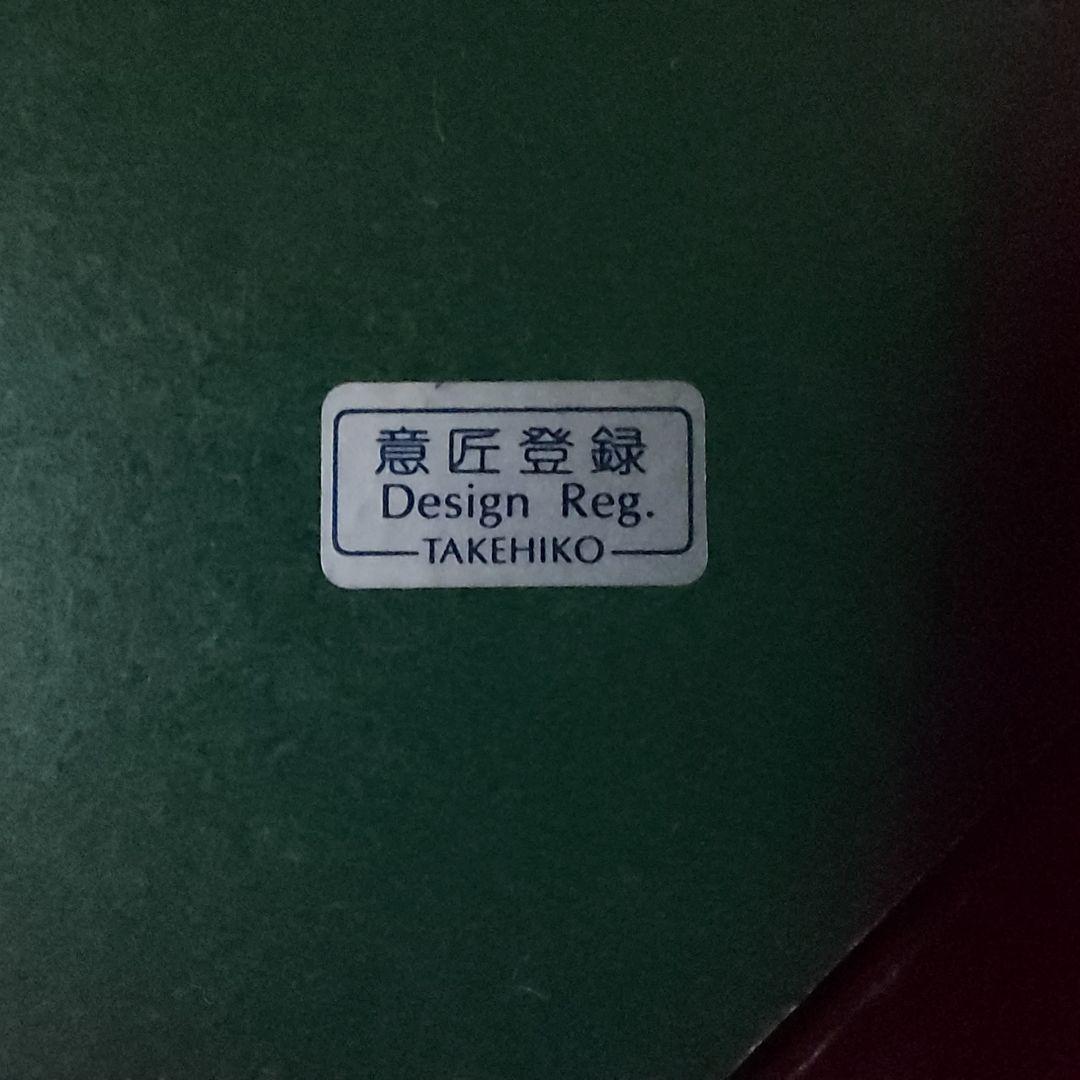 意匠登録
Design Reg.
TAKEHIKO